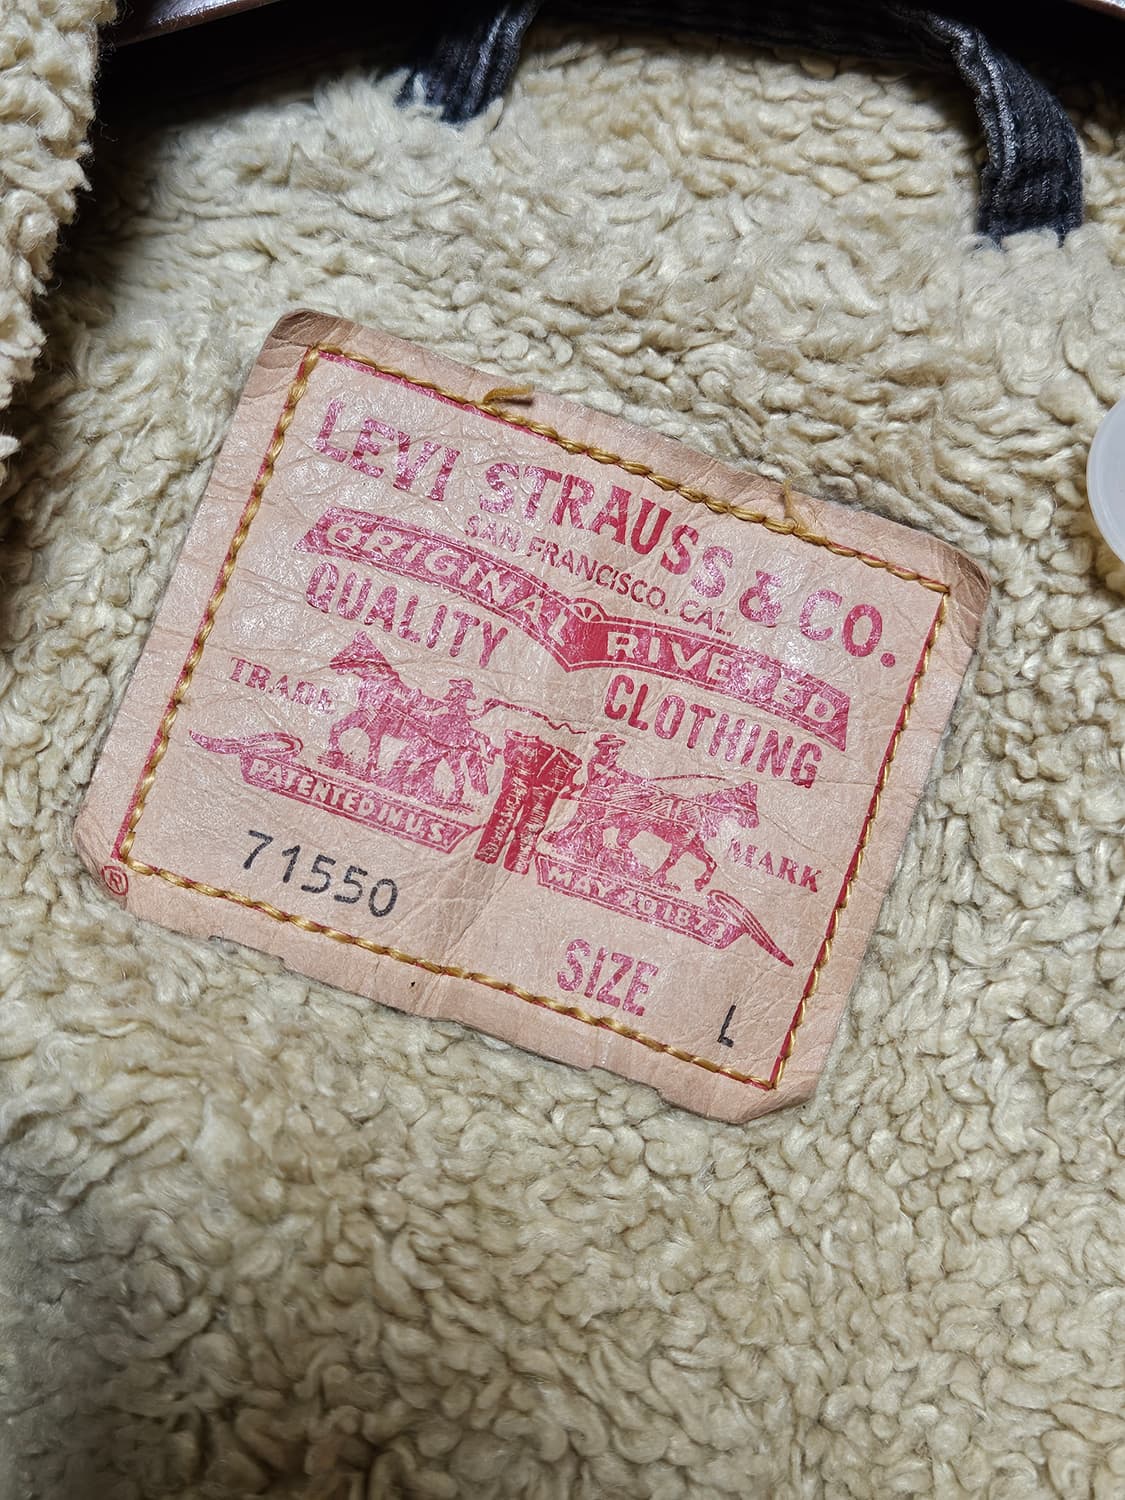 LEVI STRAUSS & CO.
SAN FRANCISCO. CAL.
ORIGINAL RIVETED
QUALITY CLOTHING
TRADE MARK
PATENTED IN U.S. MAY 20 1873
71550
SIZE L
®